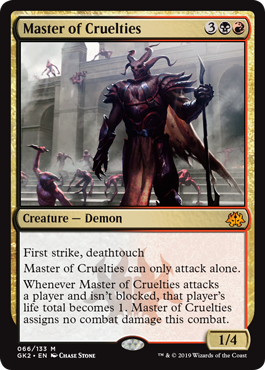 Master of Cruelties 3
Creature — Demon
First strike, deathtouch
Master of Cruelties can only attack alone.
Whenever Master of Cruelties attacks
a player and isn't blocked, that player's
life total becomes 1. Master of Cruelties
assigns no combat damage this combat.
1/4
066/133 M
GK2 • EN Chase Stone
™ & © 2019 Wizards of the Coast